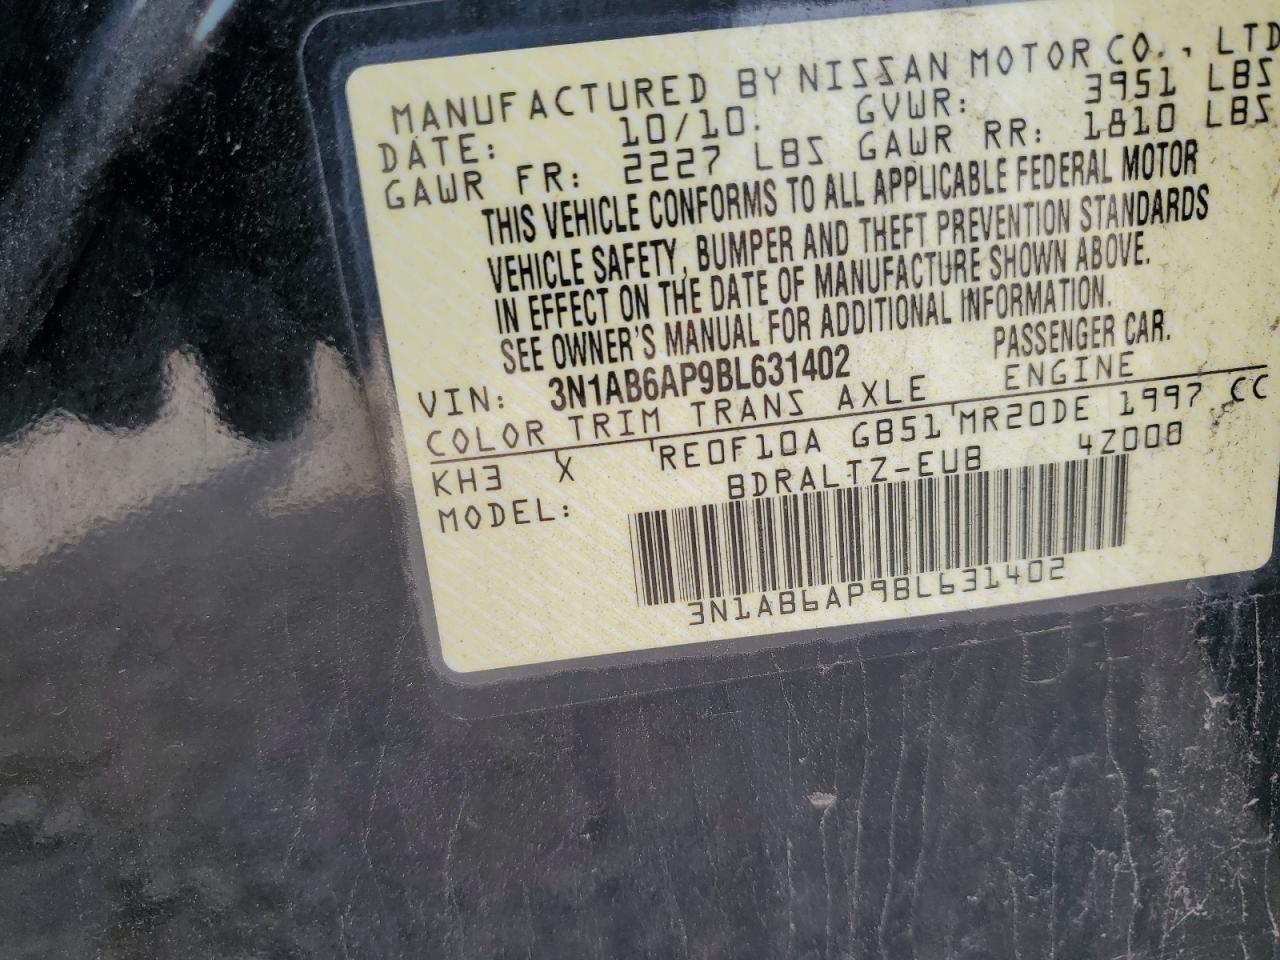 MANUFACTURED BY NISSAN MOTOR CO., LTD
DATE: 10/10. GVWR: 3951 LBS
GAWR FR: 2227 LBS GAWR RR: 1810 LBS
THIS VEHICLE CONFORMS TO ALL APPLICABLE FEDERAL MOTOR
VEHICLE SAFETY, BUMPER AND THEFT PREVENTION STANDARDS
IN EFFECT ON THE DATE OF MANUFACTURE SHOWN ABOVE.
SEE OWNER'S MANUAL FOR ADDITIONAL INFORMATION.
VIN: 3N1AB6AP9BL631402 PASSENGER CAR.
COLOR TRIM TRANS AXLE ENGINE
KH3 X RE0F10A GB51 MR20DE 1997 CC
MODEL: BDRALTZ-EUB 4Z008
3N1AB6AP9BL631402